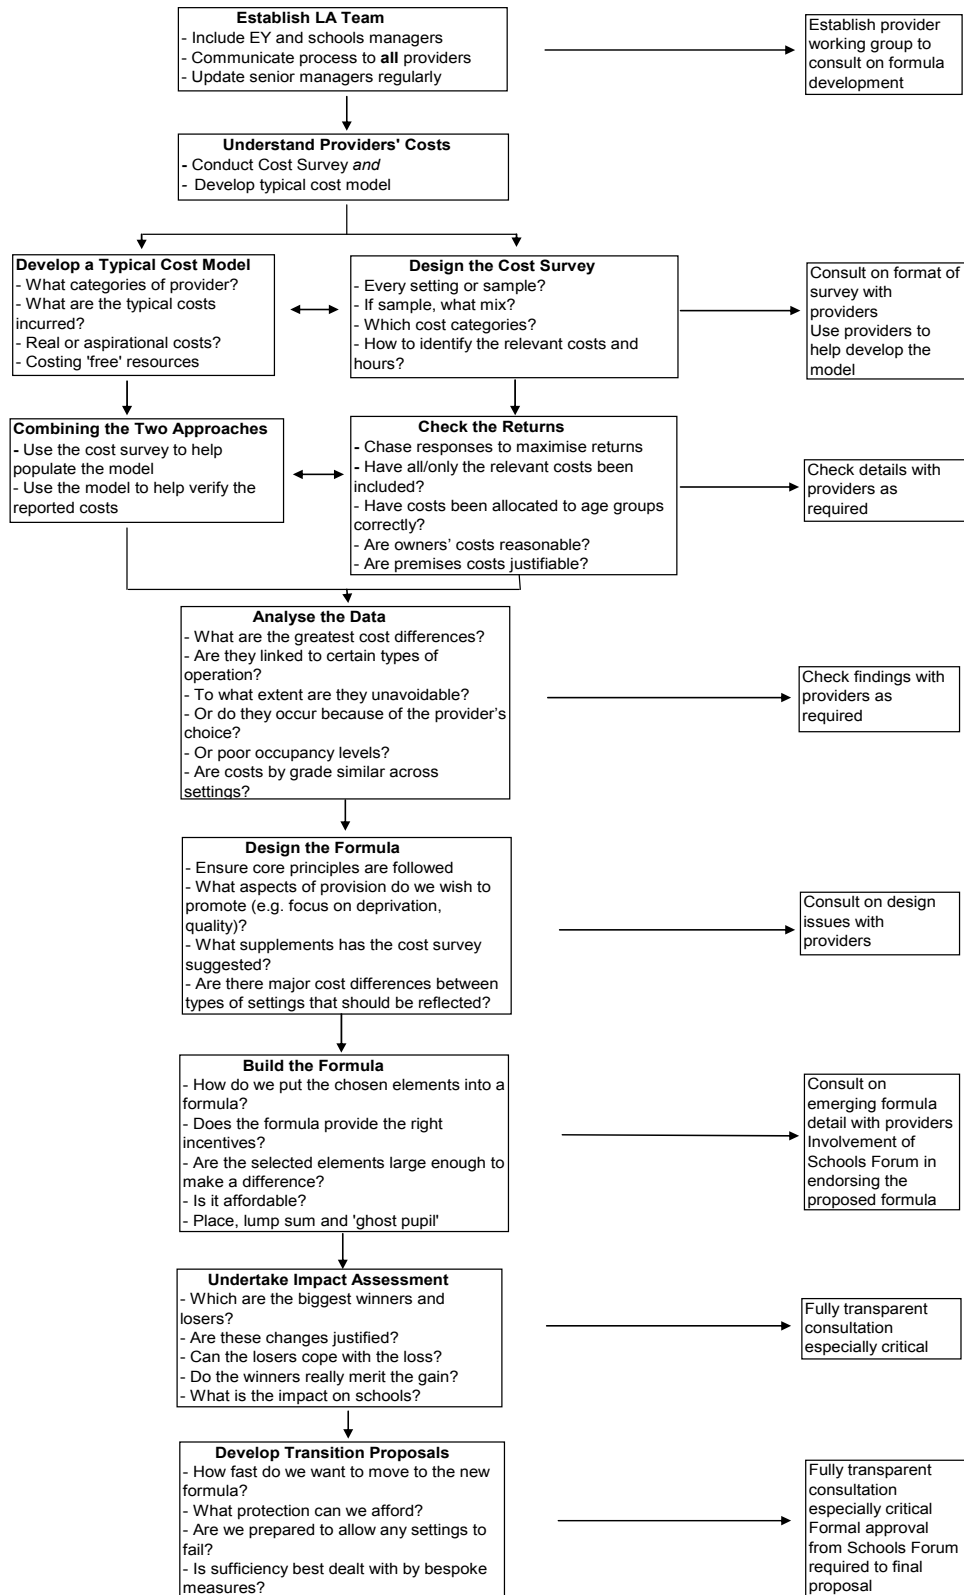 Establish LA Team
- Include EY and schools managers
- Communicate process to all providers
- Update senior managers regularly
Establish provider
working group to
consult on formula
development
Understand Providers' Costs
- Conduct Cost Survey and
- Develop typical cost model
Develop a Typical Cost Model
- What categories of provider?
- What are the typical costs
incurred?
- Real or aspirational costs?
- Costing 'free' resources
Design the Cost Survey
- Every setting or sample?
- If sample, what mix?
- Which cost categories?
- How to identify the relevant costs and
hours?
Consult on format of
survey with
providers
Use providers to
help develop the
model
Combining the Two Approaches
- Use the cost survey to help
populate the model
- Use the model to help verify the
reported costs
Check the Returns
- Chase responses to maximise returns
- Have all/only the relevant costs been
included?
- Have costs been allocated to age groups
correctly?
- Are owners’ costs reasonable?
- Are premises costs justifiable?
Check details with
providers as
required
Analyse the Data
- What are the greatest cost differences?
- Are they linked to certain types of
operation?
- To what extent are they unavoidable?
- Or do they occur because of the provider’s
choice?
- Or poor occupancy levels?
- Are costs by grade similar across
settings?
Check findings with
providers as
required
Design the Formula
- Ensure core principles are followed
- What aspects of provision do we wish to
promote (e.g. focus on deprivation,
quality)?
- What supplements has the cost survey
suggested?
- Are there major cost differences between
types of settings that should be reflected?
Consult on design
issues with
providers
Build the Formula
- How do we put the chosen elements into a
formula?
- Does the formula provide the right
incentives?
- Are the selected elements large enough to
make a difference?
- Is it affordable?
- Place, lump sum and 'ghost pupil'
Consult on
emerging formula
detail with providers
Involvement of
Schools Forum in
endorsing the
proposed formula
Undertake Impact Assessment
- Which are the biggest winners and
losers?
- Are these changes justified?
- Can the losers cope with the loss?
- Do the winners really merit the gain?
- What is the impact on schools?
Fully transparent
consultation
especially critical
Develop Transition Proposals
- How fast do we want to move to the new
formula?
- What protection can we afford?
- Are we prepared to allow any settings to
fail?
- Is sufficiency best dealt with by bespoke
measures?
Fully transparent
consultation
especially critical
Formal approval
from Schools Forum
required to final
proposal